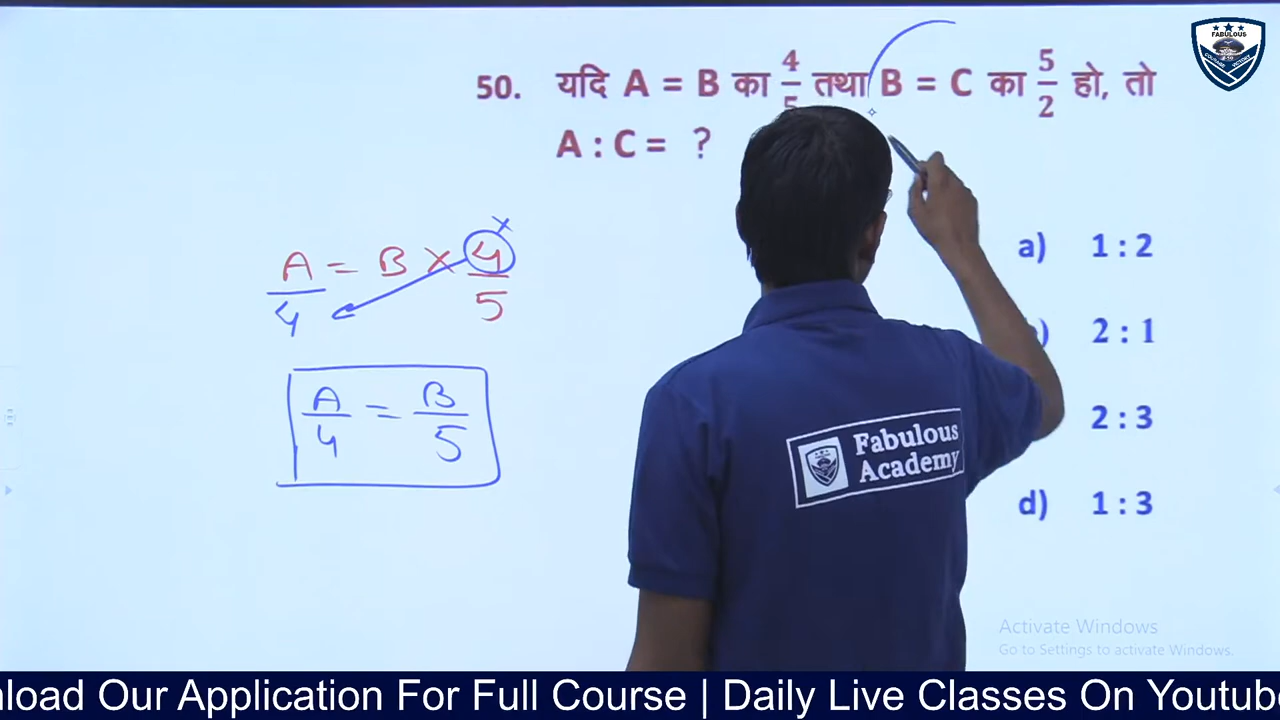 FABULOUS
50. यदि A = B का 4/5 तथा B = C का 5/2 हो, तो
A : C = ?
a) 1 : 2
) 2 : 1
2 : 3
d) 1 : 3
A/4 = B × 4/5
x
A/4 = B/5
Fabulous
Academy
Activate Windows
Go to Settings to activate Windows.
nload Our Application For Full Course | Daily Live Classes On Youtub